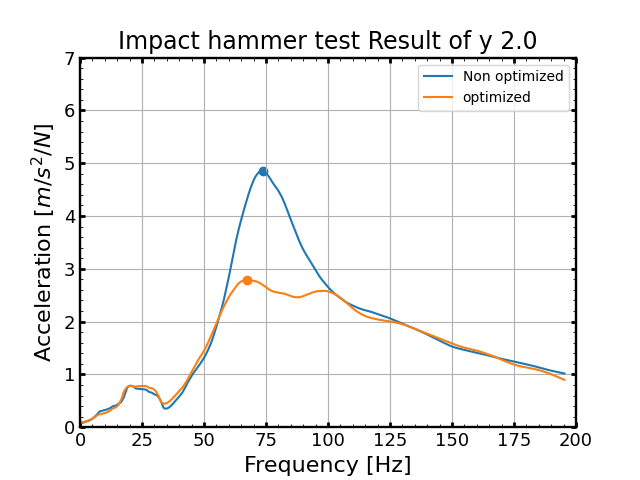 Impact hammer test Result of y 2.0
Non optimized
optimized
Acceleration [m/s²/N]
7
6
5
4
3
2
1
0
0 25 50 75 100 125 150 175 200
Frequency [Hz]